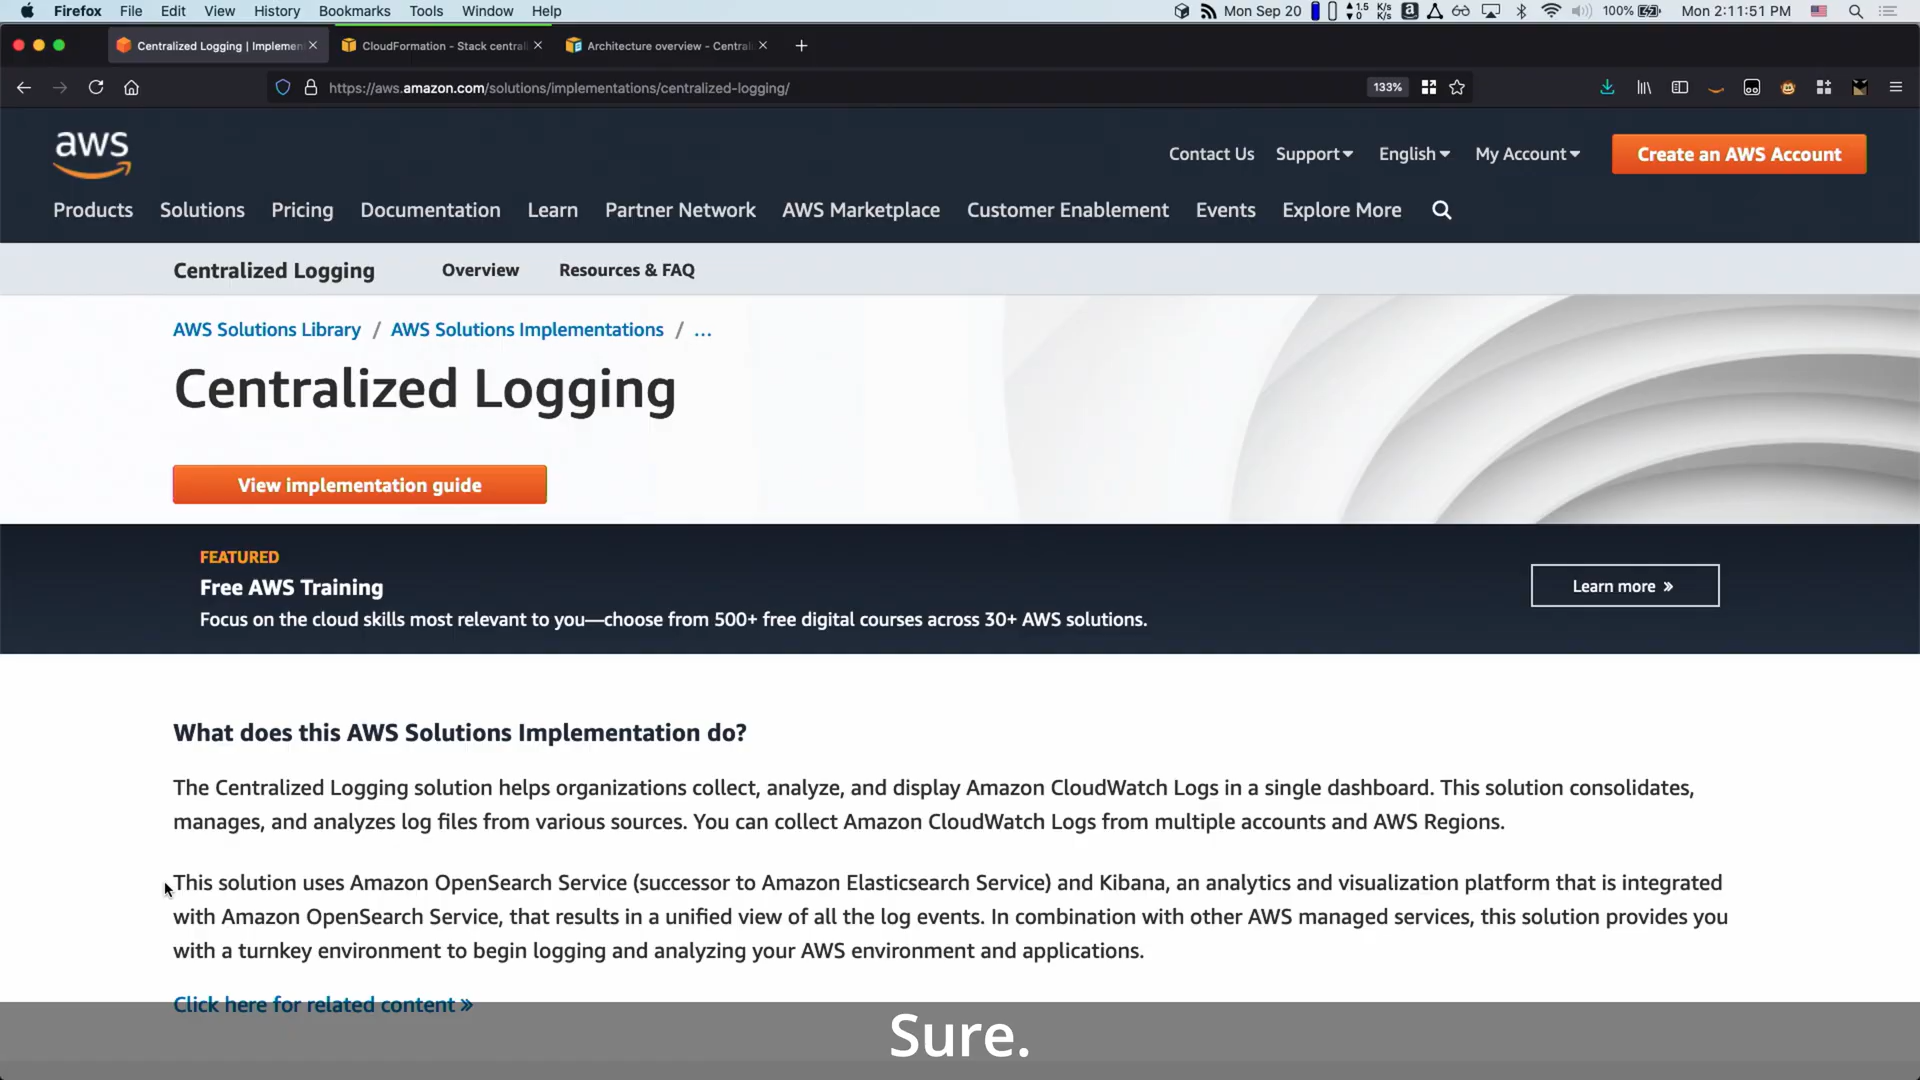 Firefox File Edit View History Bookmarks Tools Window Help Mon Sep 20 1.5 0 K/s K/s 100% Mon 2:11:51 PM
Centralized Logging | Implemen CloudFormation - Stack central Architecture overview - Central
https://aws.amazon.com/solutions/implementations/centralized-logging/ 133%
aws
Contact Us Support English My Account Create an AWS Account
Products Solutions Pricing Documentation Learn Partner Network AWS Marketplace Customer Enablement Events Explore More
Centralized Logging Overview Resources & FAQ
AWS Solutions Library / AWS Solutions Implementations / ...
Centralized Logging
View implementation guide
FEATURED
Free AWS Training
Focus on the cloud skills most relevant to you—choose from 500+ free digital courses across 30+ AWS solutions.
Learn more »
What does this AWS Solutions Implementation do?
The Centralized Logging solution helps organizations collect, analyze, and display Amazon CloudWatch Logs in a single dashboard. This solution consolidates,
manages, and analyzes log files from various sources. You can collect Amazon CloudWatch Logs from multiple accounts and AWS Regions.
This solution uses Amazon OpenSearch Service (successor to Amazon Elasticsearch Service) and Kibana, an analytics and visualization platform that is integrated
with Amazon OpenSearch Service, that results in a unified view of all the log events. In combination with other AWS managed services, this solution provides you
with a turnkey environment to begin logging and analyzing your AWS environment and applications.
Click here for related content »
Sure.